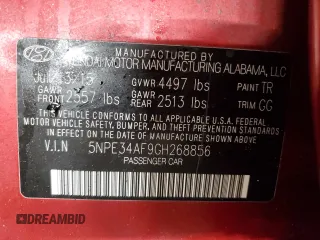 MANUFACTURED BY
HYUNDAI MOTOR MANUFACTURING ALABAMA, LLC
GVWR 4497 lbs PAINT TR
GAWR FRONT 2557 lbs GAWR REAR 2513 lbs TRIM GG
THIS VEHICLE CONFORMS TO ALL APPLICABLE U.S.A. FEDERAL
MOTOR VEHICLE SAFETY, BUMPER, AND THEFT PREVENTION
STANDARDS IN EFFECT ON THE DATE OF MANUFACTURE
SHOWN ABOVE.
V.I.N 5NPE34AF9GH268856
PASSENGER CAR
DREAMBID